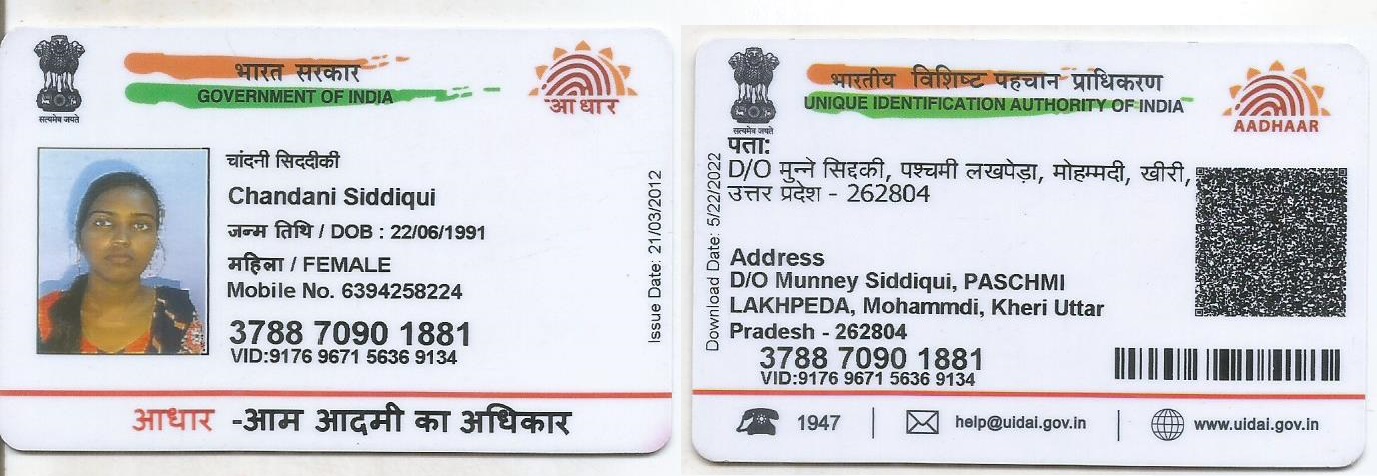 सत्यमेव जयते
भारत सरकार
GOVERNMENT OF INDIA
आधार
चांदनी सिददीकी
Chandani Siddiqui
जन्म तिथि / DOB : 22/06/1991
महिला / FEMALE
Mobile No. 6394258224
3788 7090 1881
VID:9176 9671 5636 9134
Issue Date: 21/03/2012
आधार -आम आदमी का अधिकार
सत्यमेव जयते
भारतीय विशिष्ट पहचान प्राधिकरण
UNIQUE IDENTIFICATION AUTHORITY OF INDIA
AADHAAR
पता:
D/O मुन्ने सिद्दकी, पश्चमी लखपेड़ा, मोहम्मदी, खीरी,
उत्तर प्रदेश - 262804
Download Date: 5/22/2022
Address
D/O Munney Siddiqui, PASCHMI
LAKHPEDA, Mohammdi, Kheri Uttar
Pradesh - 262804
3788 7090 1881
VID:9176 9671 5636 9134
1947
help@uidai.gov.in
www.uidai.gov.in